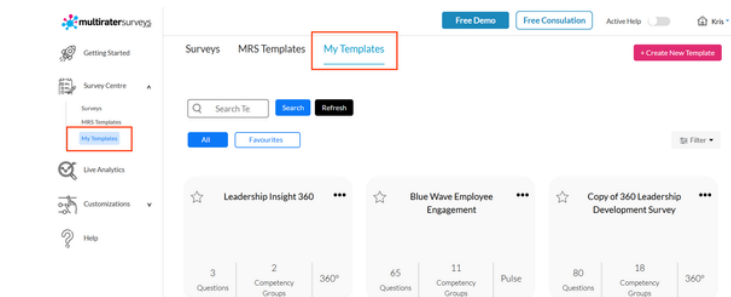 multiratersurveys
Free Demo
Free Consulation
Active Help
Kris
Getting Started
Survey Centre
Surveys
MRS Templates
My Templates
Live Analytics
Customizations
Help
Surveys MRS Templates My Templates
+ Create New Template
Search Te
Search
Refresh
All
Favourites
Filter
Leadership Insight 360
3
Questions
2
Competency
Groups
360°
Blue Wave Employee
Engagement
65
Questions
11
Competency
Groups
Pulse
Copy of 360 Leadership
Development Survey
80
Questions
18
Competency
Groups
360°